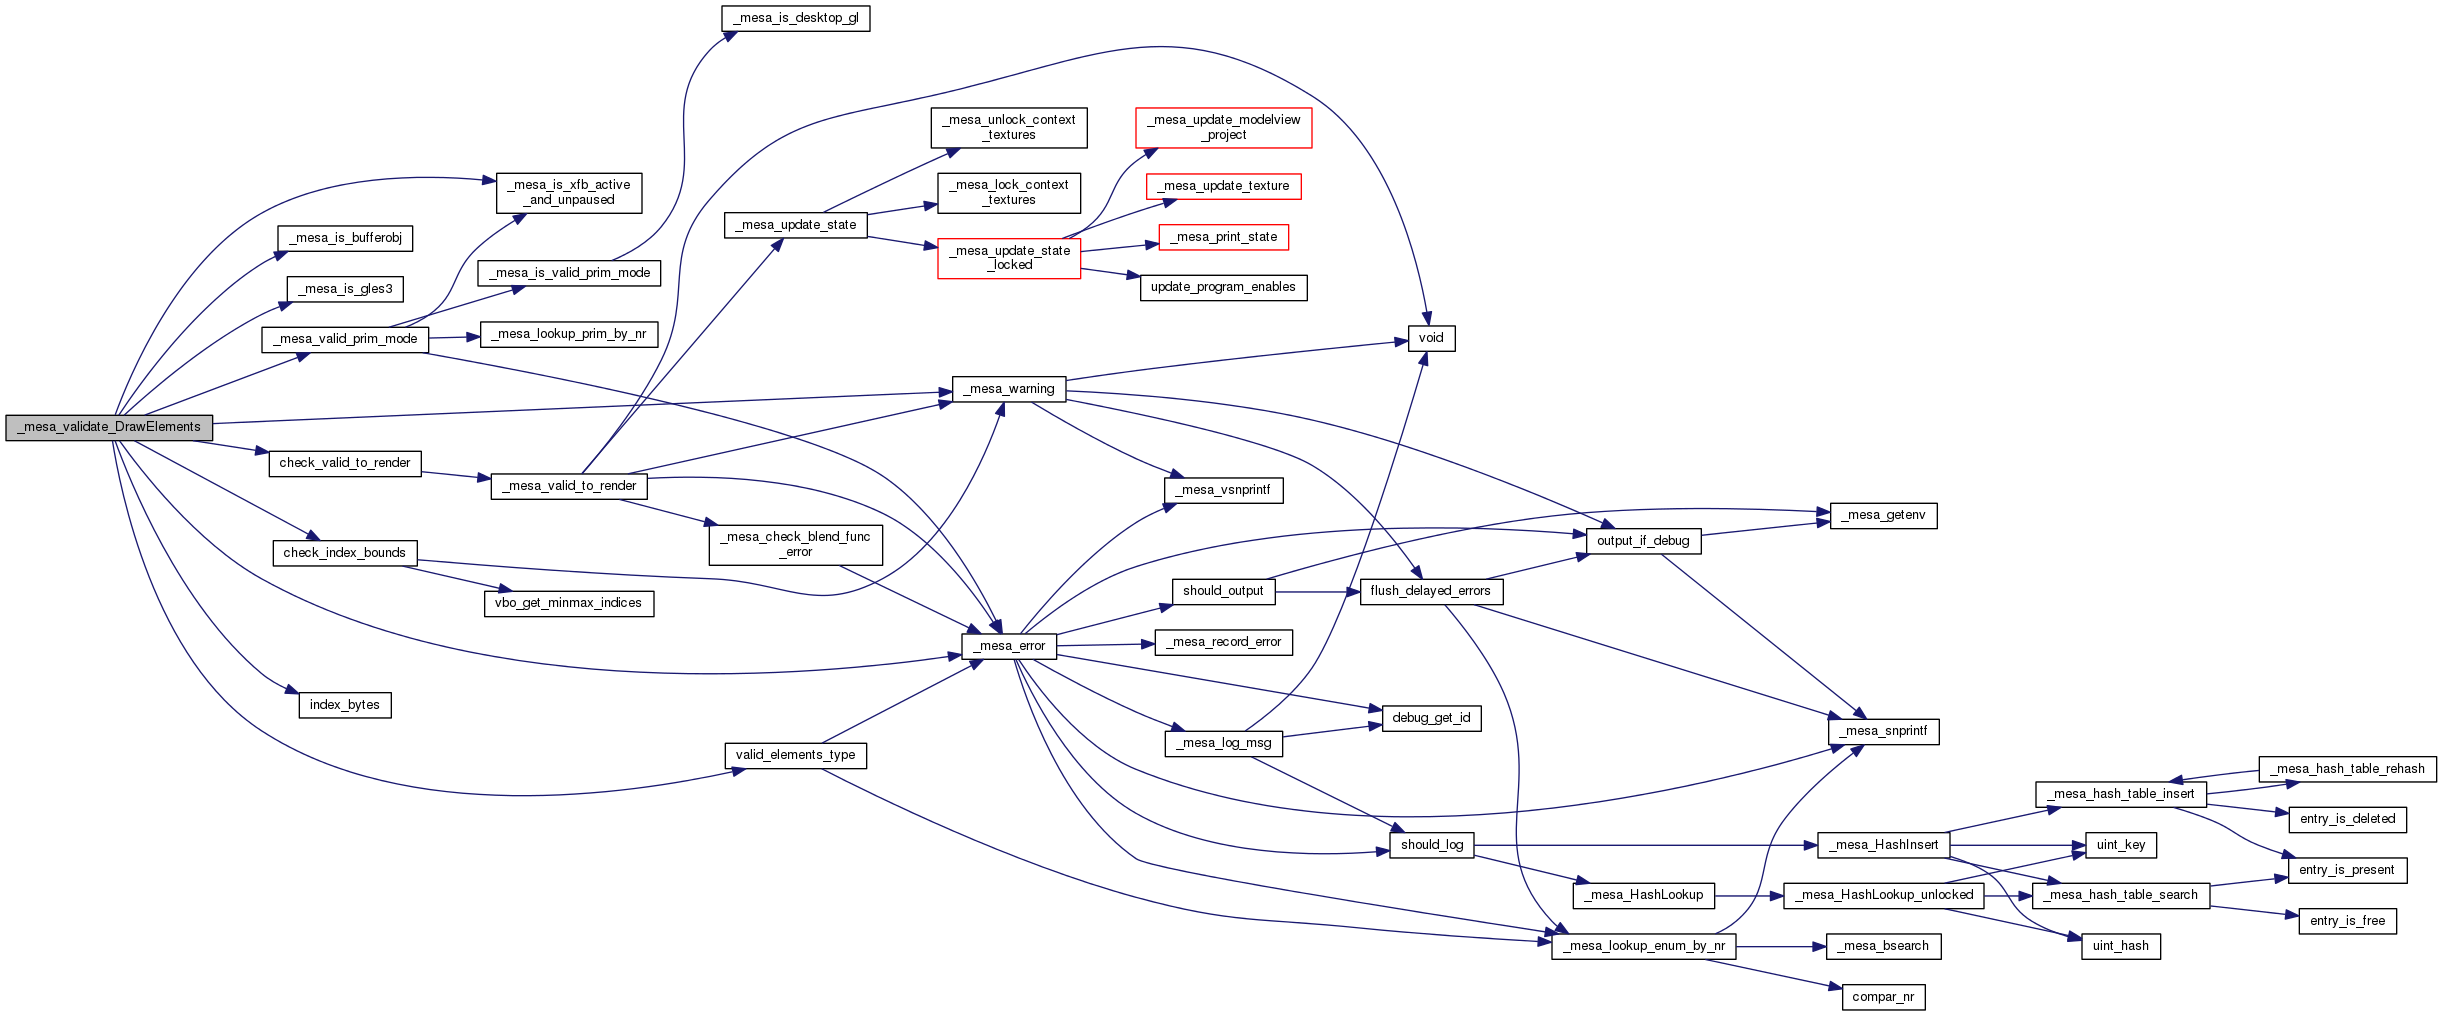 _mesa_is_desktop_gl
_mesa_unlock_context
_textures
_mesa_update_modelview
_project
_mesa_is_xfb_active
_and_unpaused
_mesa_lock_context
_textures
_mesa_update_texture
_mesa_update_state
_mesa_is_bufferobj
_mesa_print_state
_mesa_update_state
_locked
_mesa_is_valid_prim_mode
_mesa_is_gles3
update_program_enables
_mesa_valid_prim_mode
_mesa_lookup_prim_by_nr
void
_mesa_warning
_mesa_validate_DrawElements
check_valid_to_render
_mesa_valid_to_render
_mesa_vsnprintf
_mesa_getenv
_mesa_check_blend_func
_error
output_if_debug
check_index_bounds
should_output
flush_delayed_errors
vbo_get_minmax_indices
_mesa_error
_mesa_record_error
index_bytes
debug_get_id
_mesa_snprintf
_mesa_log_msg
valid_elements_type
_mesa_hash_table_rehash
_mesa_hash_table_insert
entry_is_deleted
should_log
_mesa_HashInsert
uint_key
entry_is_present
_mesa_HashLookup
_mesa_HashLookup_unlocked
_mesa_hash_table_search
entry_is_free
_mesa_lookup_enum_by_nr
_mesa_bsearch
uint_hash
compar_nr